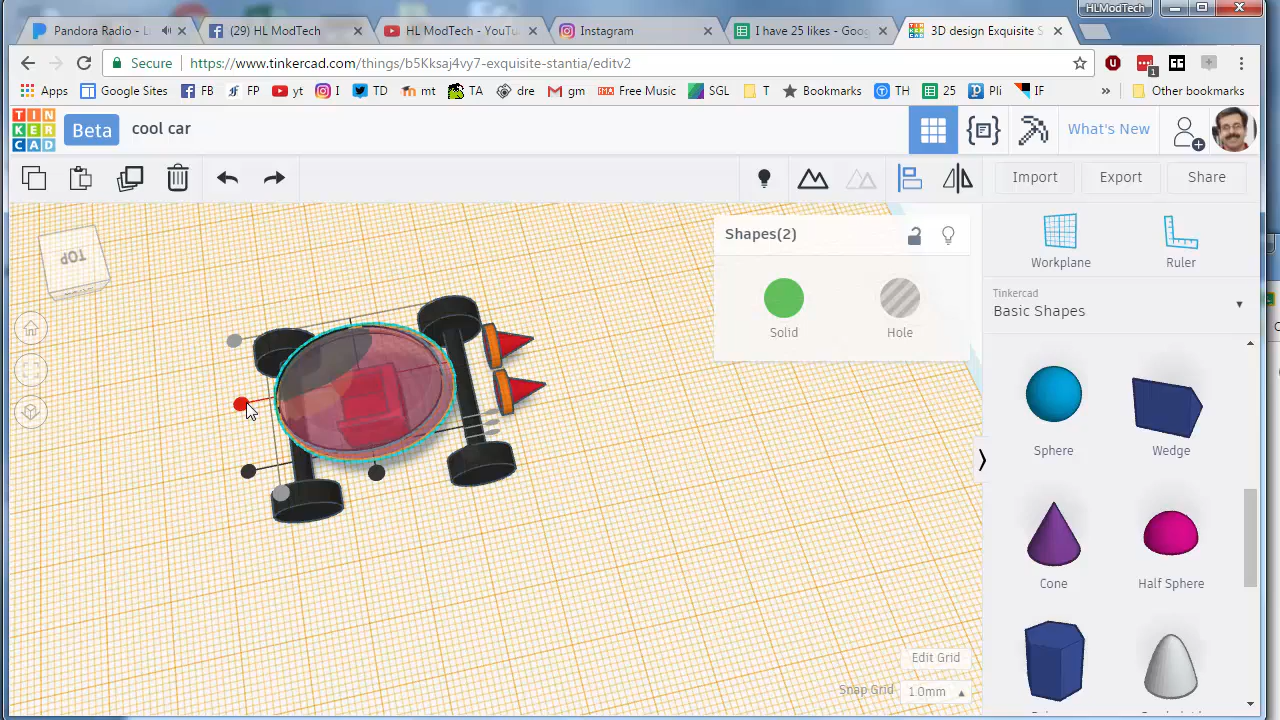 HLModTech
Pandora Radio - Li
(29) HL ModTech
HL ModTech - YouTu
Instagram
I have 25 likes - Goog
3D design Exquisite S
Secure
https://www.tinkercad.com/things/b5Kksaj4vy7-exquisite-stantia/editv2
1
Apps
Google Sites
FB
FP
yt
I
TD
mt
TA
dre
gm
Free Music
SGL
T
Bookmarks
TH
25
Pli
IF
»
Other bookmarks
TIN
KER
CAD
Beta
cool car
What's New
Import
Export
Share
TOP
Shapes(2)
Solid
Hole
Workplane
Ruler
Tinkercad
Basic Shapes
Sphere
Wedge
Cone
Half Sphere
Edit Grid
Snap Grid
1.0mm